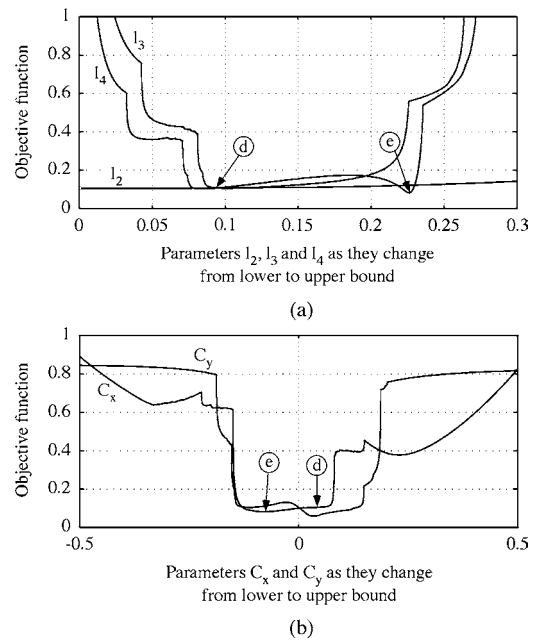 1
0.8
0.6
0.4
0.2
0
Objective function
l3
l4
l2
d
e
0 0.05 0.1 0.15 0.2 0.25 0.3
Parameters l2, l3 and l4 as they change
from lower to upper bound
(a)
1
0.8
0.6
0.4
0.2
0
Objective function
Cy
Cx
e
d
-0.5 0 0.5
Parameters Cx and Cy as they change
from lower to upper bound
(b)